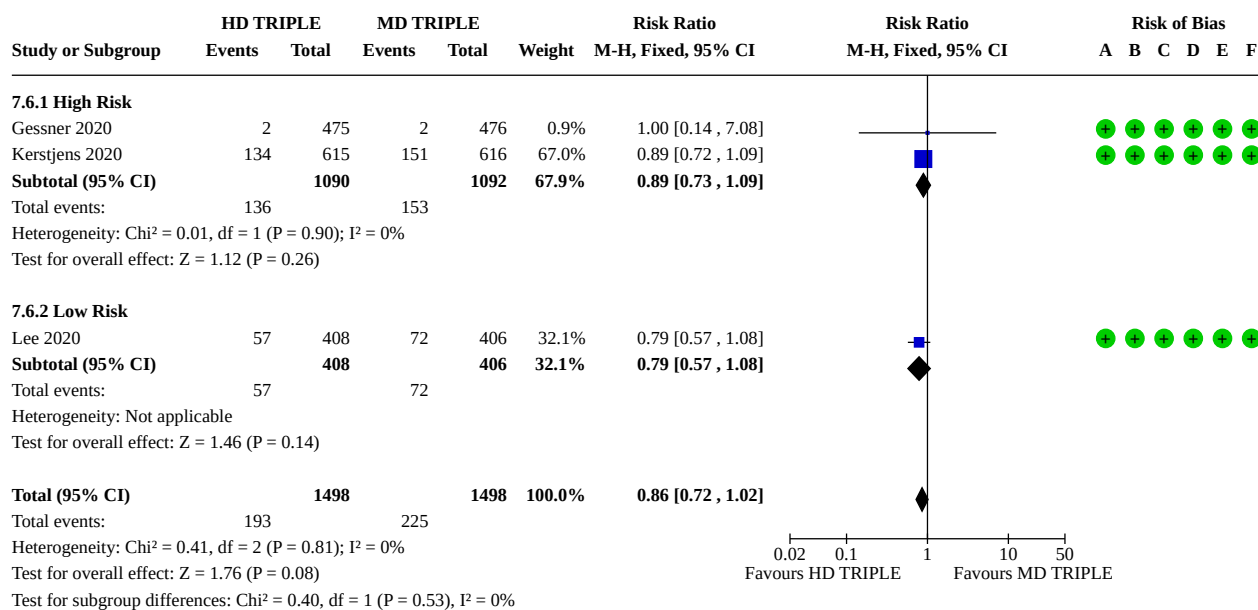 HD TRIPLE MD TRIPLE Risk Ratio Risk Ratio Risk of Bias
Study or Subgroup Events Total Events Total Weight M-H, Fixed, 95% CI M-H, Fixed, 95% CI A B C D E F
7.6.1 High Risk
Gessner 2020 2 475 2 476 0.9% 1.00 [0.14 , 7.08] + + + + + +
Kerstjens 2020 134 615 151 616 67.0% 0.89 [0.72 , 1.09] + + + + + +
Subtotal (95% CI) 1090 1092 67.9% 0.89 [0.73 , 1.09]
Total events: 136 153
Heterogeneity: Chi² = 0.01, df = 1 (P = 0.90); I² = 0%
Test for overall effect: Z = 1.12 (P = 0.26)
7.6.2 Low Risk
Lee 2020 57 408 72 406 32.1% 0.79 [0.57 , 1.08] + + + + + +
Subtotal (95% CI) 408 406 32.1% 0.79 [0.57 , 1.08]
Total events: 57 72
Heterogeneity: Not applicable
Test for overall effect: Z = 1.46 (P = 0.14)
Total (95% CI) 1498 1498 100.0% 0.86 [0.72 , 1.02]
Total events: 193 225
Heterogeneity: Chi² = 0.41, df = 2 (P = 0.81); I² = 0%
0.02 0.1 1 10 50
Test for overall effect: Z = 1.76 (P = 0.08) Favours HD TRIPLE Favours MD TRIPLE
Test for subgroup differences: Chi² = 0.40, df = 1 (P = 0.53), I² = 0%